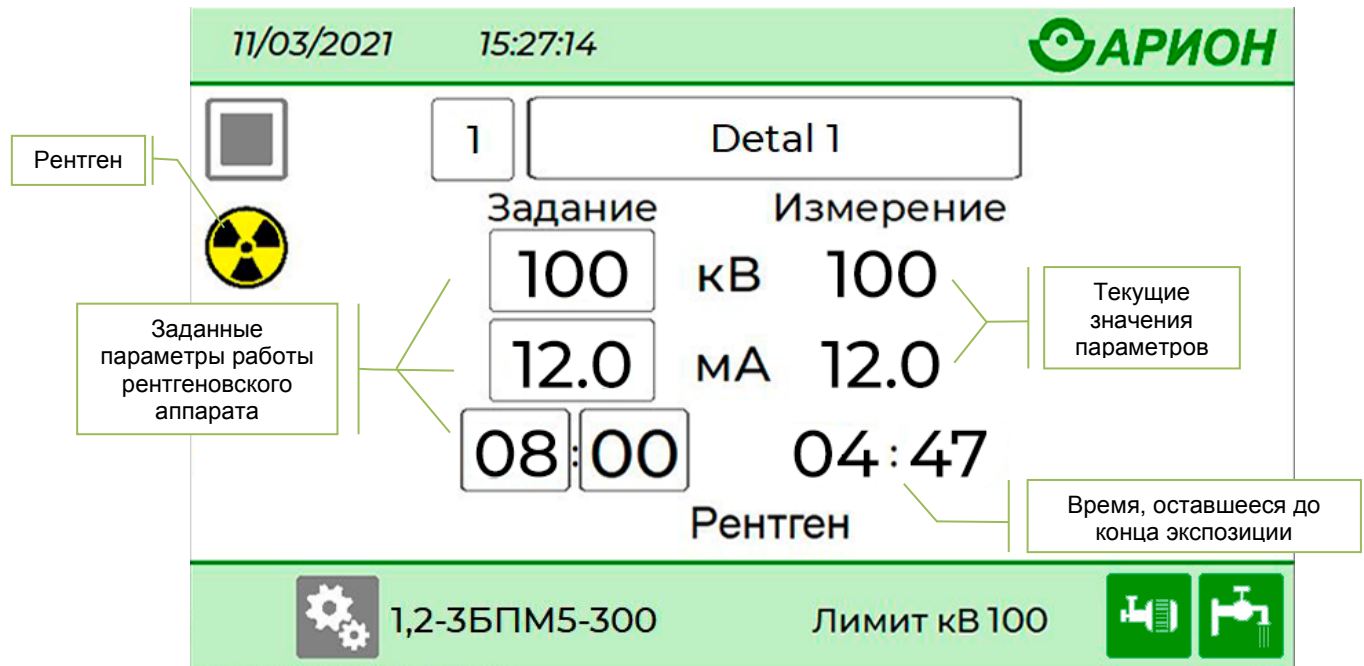 11/03/2021 15:27:14 АРИОН
1 Detal 1
Рентген
Задание Измерение
100 кВ 100
Текущие
значения
параметров
Заданные
параметры работы
рентгеновского
аппарата
12.0 мА 12.0
08:00 04:47
Время, оставшееся до
конца экспозиции
Рентген
1,2-3БПМ5-300 Лимит кВ 100